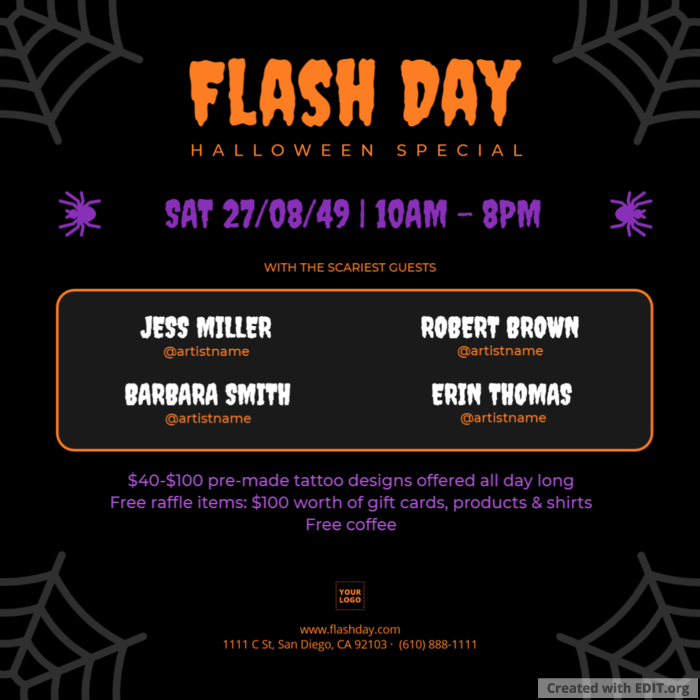 FLASH DAY
HALLOWEEN SPECIAL
SAT 27/08/49 | 10AM – 8PM
WITH THE SCARIEST GUESTS
JESS MILLER
@artistname
ROBERT BROWN
@artistname
BARBARA SMITH
@artistname
ERIN THOMAS
@artistname
$40-$100 pre-made tattoo designs offered all day long
Free raffle items: $100 worth of gift cards, products & shirts
Free coffee
YOUR
LOGO
www.flashday.com
1111 C St, San Diego, CA 92103 · (610) 888-1111
Created with EDIT.org